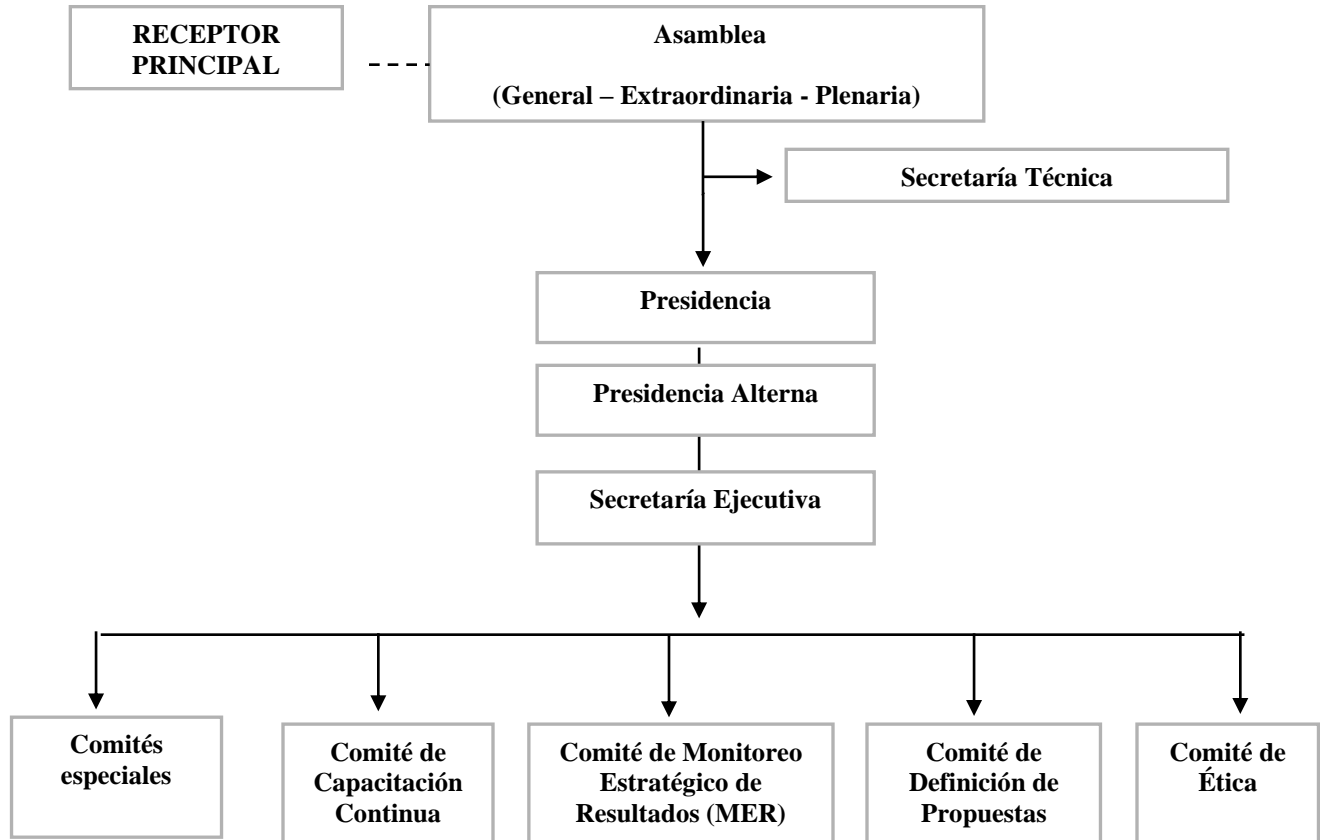 RECEPTOR
PRINCIPAL
Asamblea
(General – Extraordinaria - Plenaria)
Secretaría Técnica
Presidencia
Presidencia Alterna
Secretaría Ejecutiva
Comités
especiales
Comité de
Capacitación
Continua
Comité de Monitoreo
Estratégico de
Resultados (MER)
Comité de
Definición de
Propuestas
Comité de
Ética